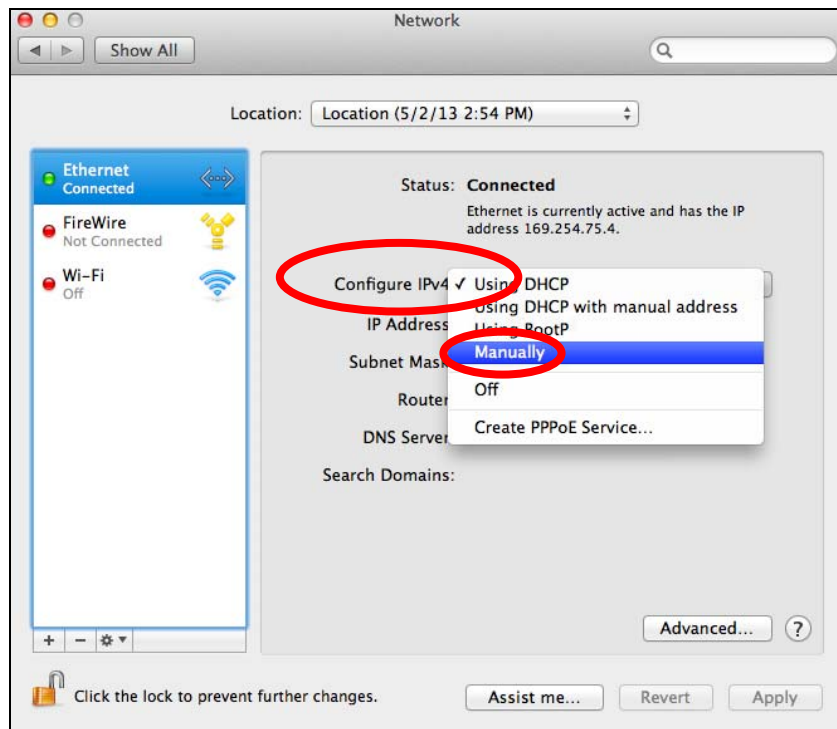 Network
Show All
Location: Location (5/2/13 2:54 PM)
Ethernet
Connected
FireWire
Not Connected
Wi-Fi
Off
Status: Connected
Ethernet is currently active and has the IP
address 169.254.75.4.
Configure IPv4 ✓ Using DHCP
Using DHCP with manual address
Using BootP
Manually
Off
Create PPPoE Service...
IP Address
Subnet Mask
Router
DNS Server
Search Domains:
Advanced... ?
Click the lock to prevent further changes.
Assist me... Revert Apply